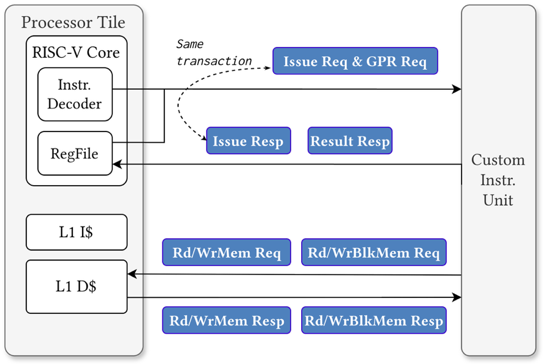 Processor Tile
RISC-V Core
Instr.
Decoder
RegFile
L1 I$
L1 D$
Same
transaction
Issue Req & GPR Req
Issue Resp
Result Resp
Rd/WrMem Req
Rd/WrBlkMem Req
Rd/WrMem Resp
Rd/WrBlkMem Resp
Custom
Instr.
Unit